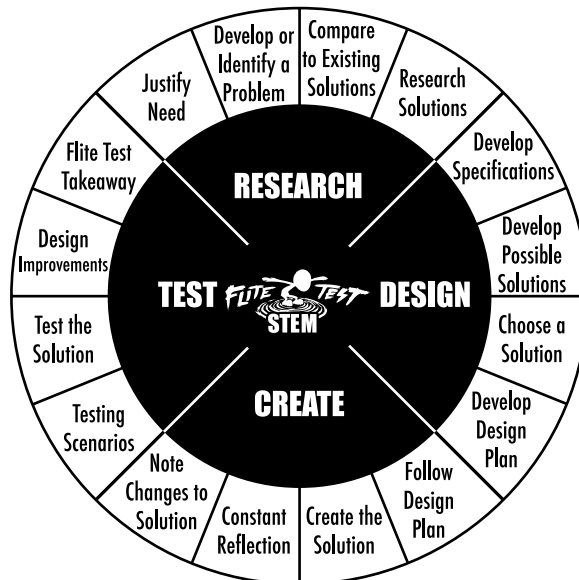 Justify
Need
Develop or
Identify a
Problem
Compare
to Existing
Solutions
Research
Solutions
Develop
Specifications
Develop
Possible
Solutions
Choose a
Solution
Develop
Design
Plan
Follow
Design
Plan
Create the
Solution
Constant
Reflection
Note
Changes to
Solution
Testing
Scenarios
Test the
Solution
Design
Improvements
Flite Test
Takeaway
RESEARCH
TEST
FLITE TEST
STEM
DESIGN
CREATE